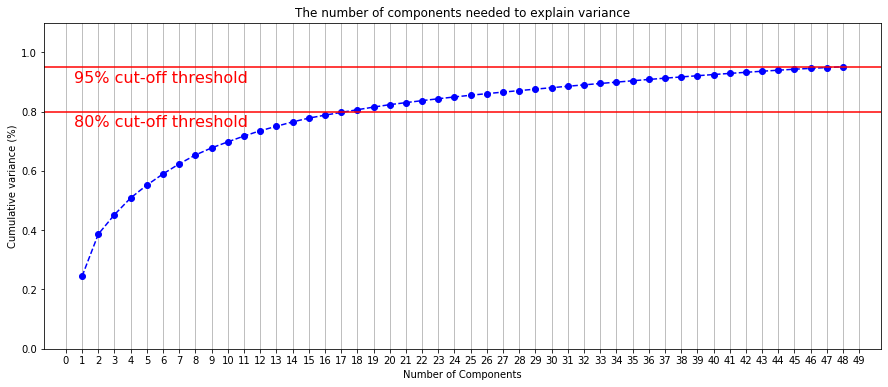 The number of components needed to explain variance
1.0
95% cut-off threshold
0.8
80% cut-off threshold
0.6
0.4
0.2
0.0
Cumulative variance (%)
0 1 2 3 4 5 6 7 8 9 10 11 12 13 14 15 16 17 18 19 20 21 22 23 24 25 26 27 28 29 30 31 32 33 34 35 36 37 38 39 40 41 42 43 44 45 46 47 48 49
Number of Components